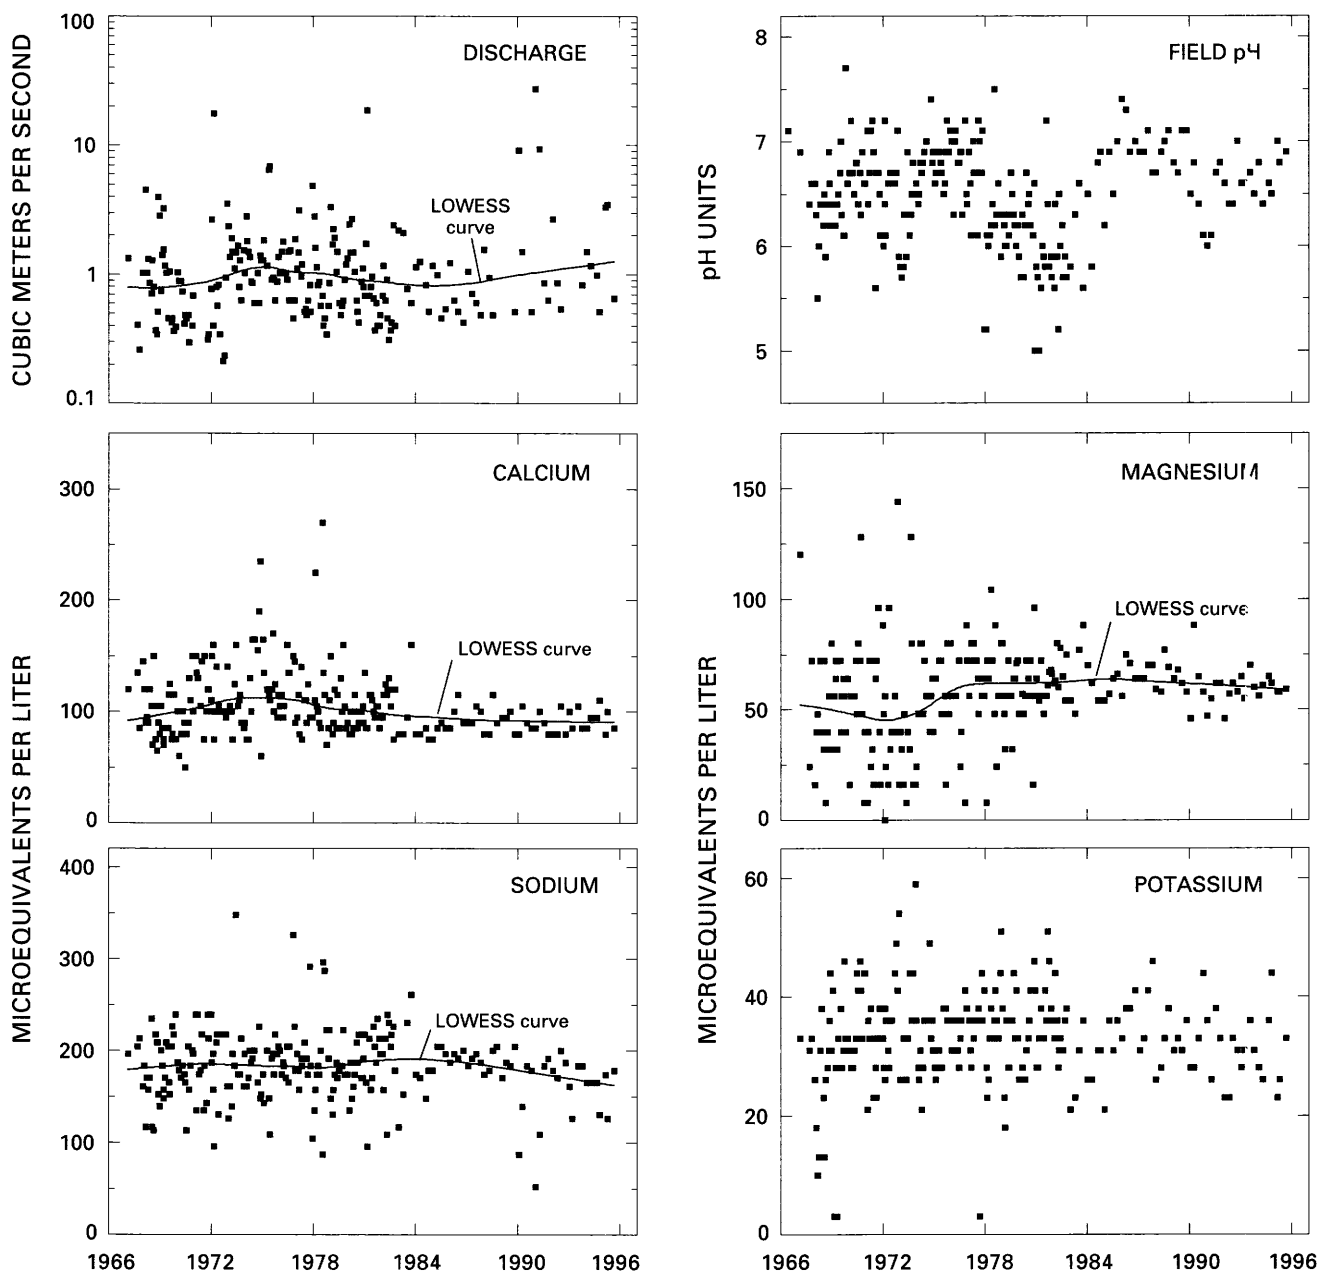 CUBIC METERS PER SECOND
100
10
1
0.1
DISCHARGE
LOWESS
curve
pH UNITS
8
7
6
5
FIELD pH
MICROEQUIVALENTS PER LITER
300
200
100
0
CALCIUM
LOWESS curve
MICROEQUIVALENTS PER LITER
150
100
50
0
MAGNESIUM
LOWESS curve
400
300
200
100
0
SODIUM
LOWESS curve
1966 1972 1978 1984 1990 1996
60
40
20
0
POTASSIUM
1966 1972 1978 1984 1990 1996